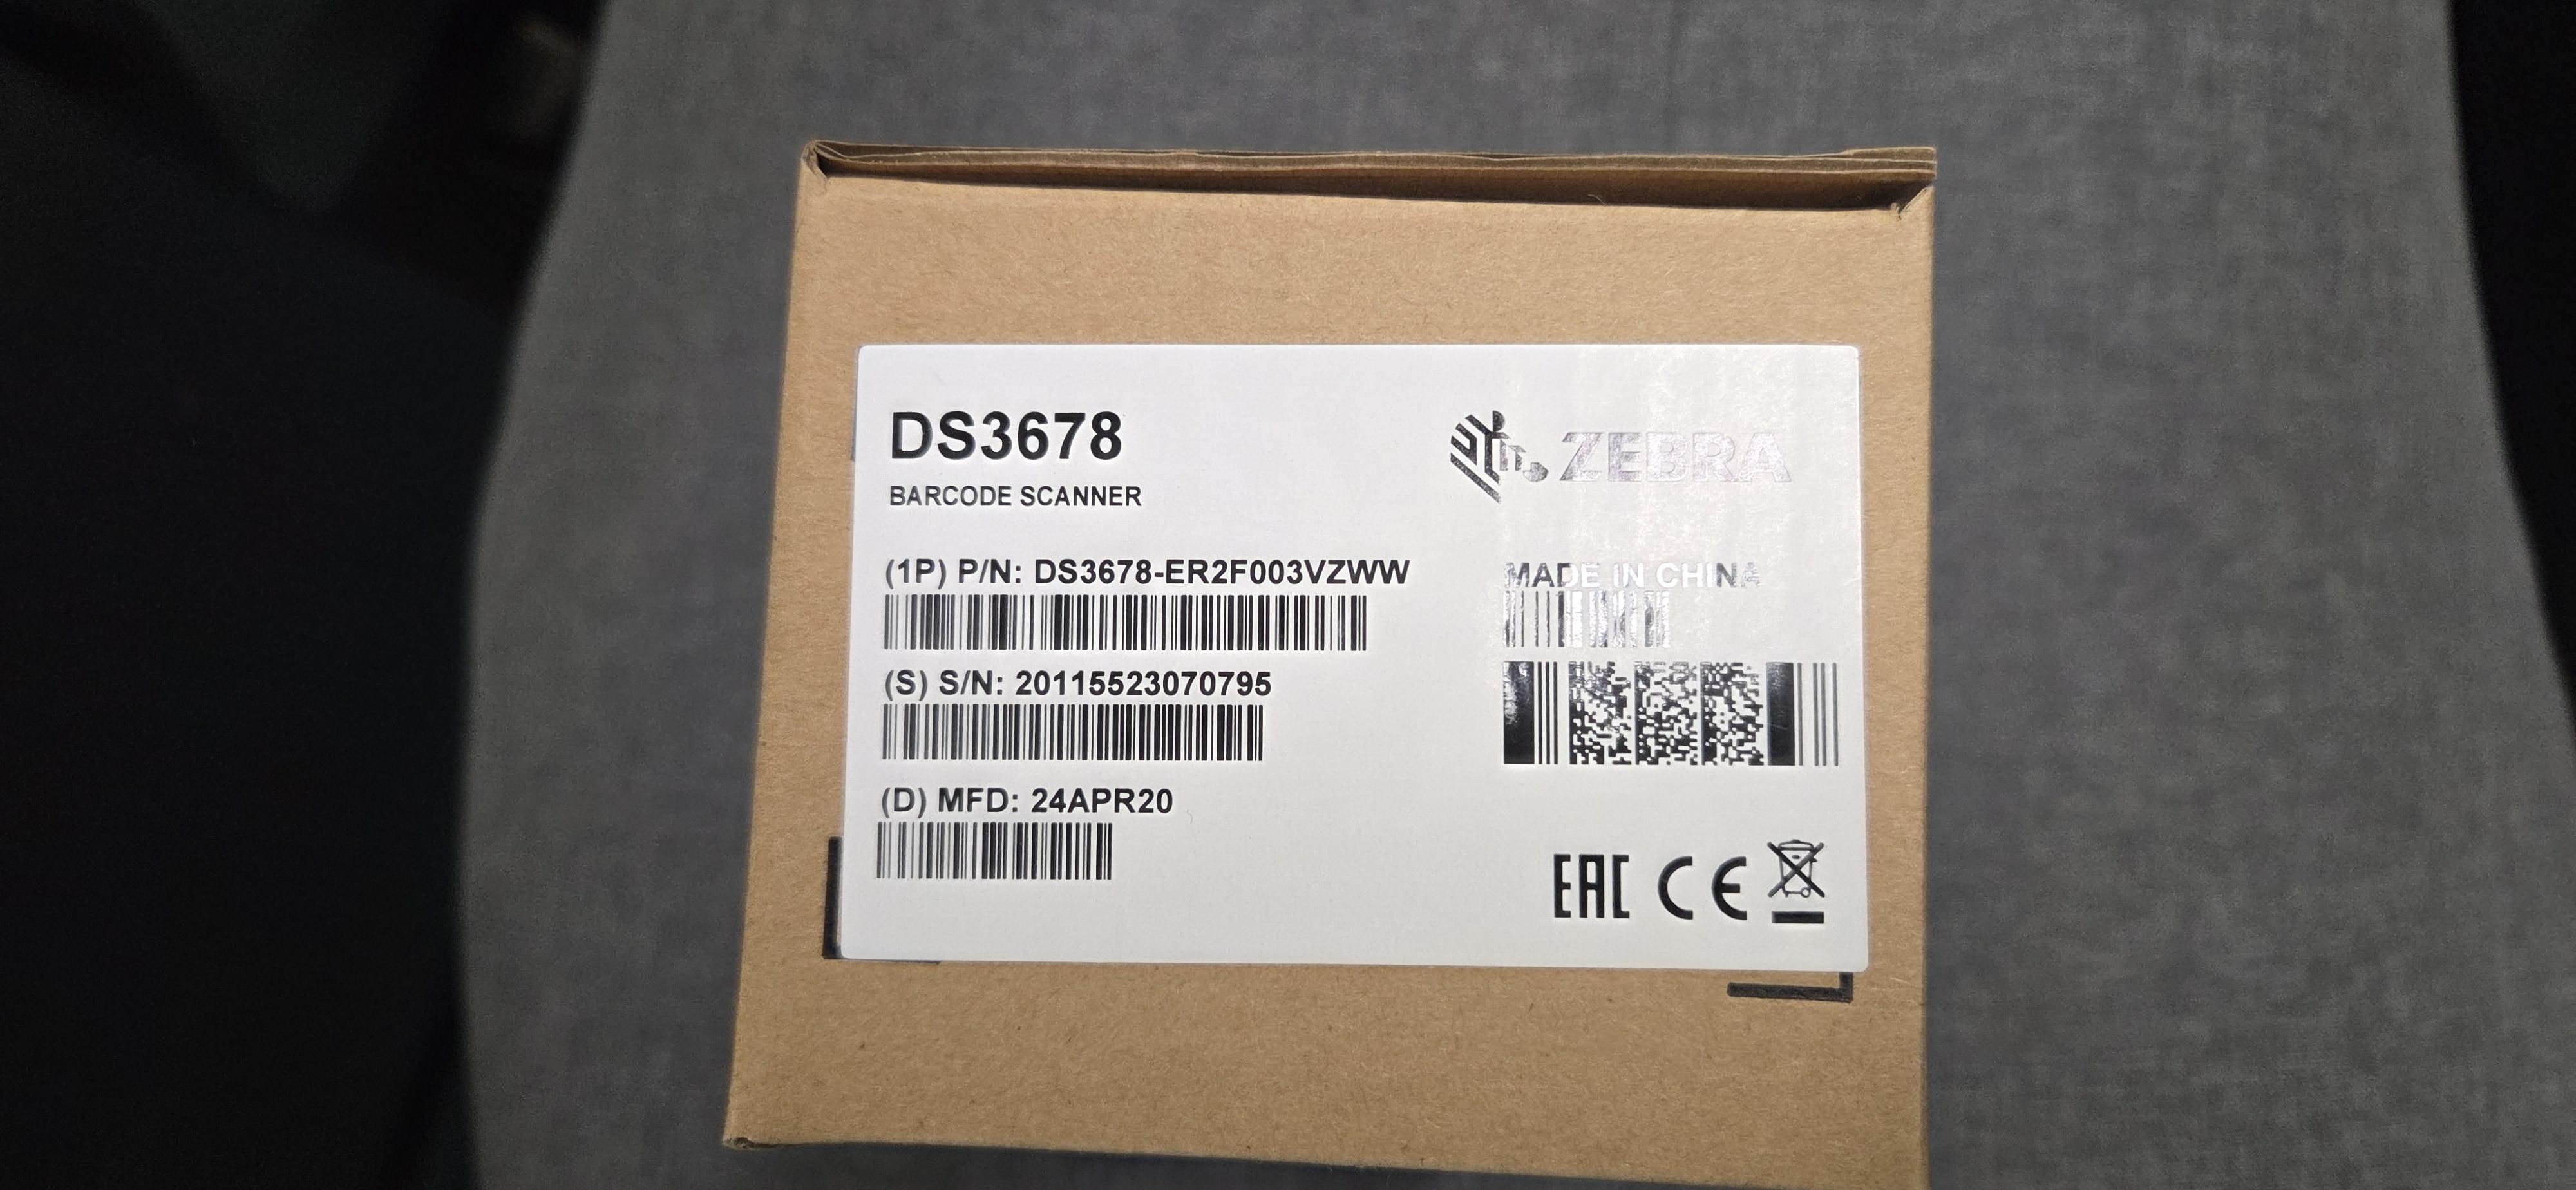 DS3678
BARCODE SCANNER
ZEBRA
(1P) P/N: DS3678-ER2F003VZWW
MADE IN CHINA
(S) S/N: 20115523070795
(D) MFD: 24APR20
EAC CE